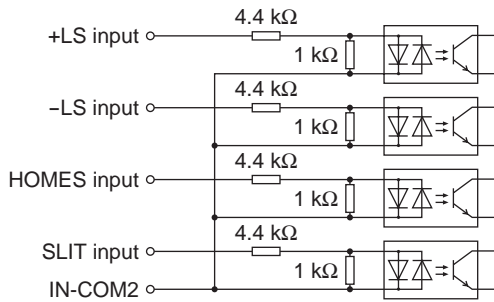 4.4 kΩ
+LS input
1 kΩ
4.4 kΩ
–LS input
1 kΩ
4.4 kΩ
HOMES input
1 kΩ
4.4 kΩ
SLIT input
1 kΩ
IN-COM2